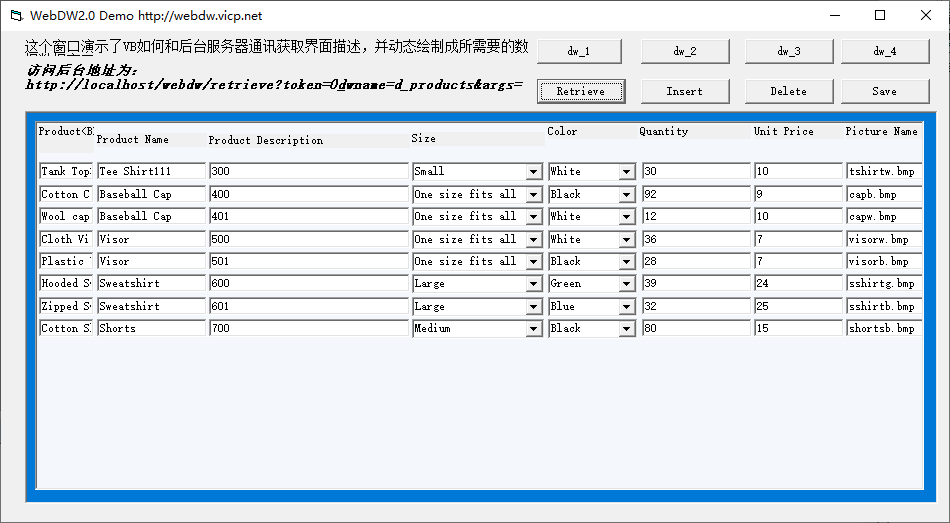 WebDW2.0 Demo http://webdw.vicp.net
这个窗口演示了VB如何和后台服务器通讯获取界面描述，并动态绘制成所需要的数
访问后台地址为：
http://localhost/webdw/retrieve?token=0dwname=d_products&args=
dw_1 dw_2 dw_3 dw_4
Retrieve Insert Delete Save
Product<B Product Name Product Description Size Color Quantity Unit Price Picture Name
Tank Top Tee Shirt111 300 Small White 30 10 tshirtw.bmp
Cotton C Baseball Cap 400 One size fits all Black 92 9 capb.bmp
Wool cap Baseball Cap 401 One size fits all White 12 10 capw.bmp
Cloth Vi Visor 500 One size fits all White 36 7 visorw.bmp
Plastic Visor 501 One size fits all Black 28 7 visorb.bmp
Hooded S Sweatshirt 600 Large Green 39 24 sshirtg.bmp
Zipped S Sweatshirt 601 Large Blue 32 25 sshirtb.bmp
Cotton S Shorts 700 Medium Black 80 15 shortsb.bmp